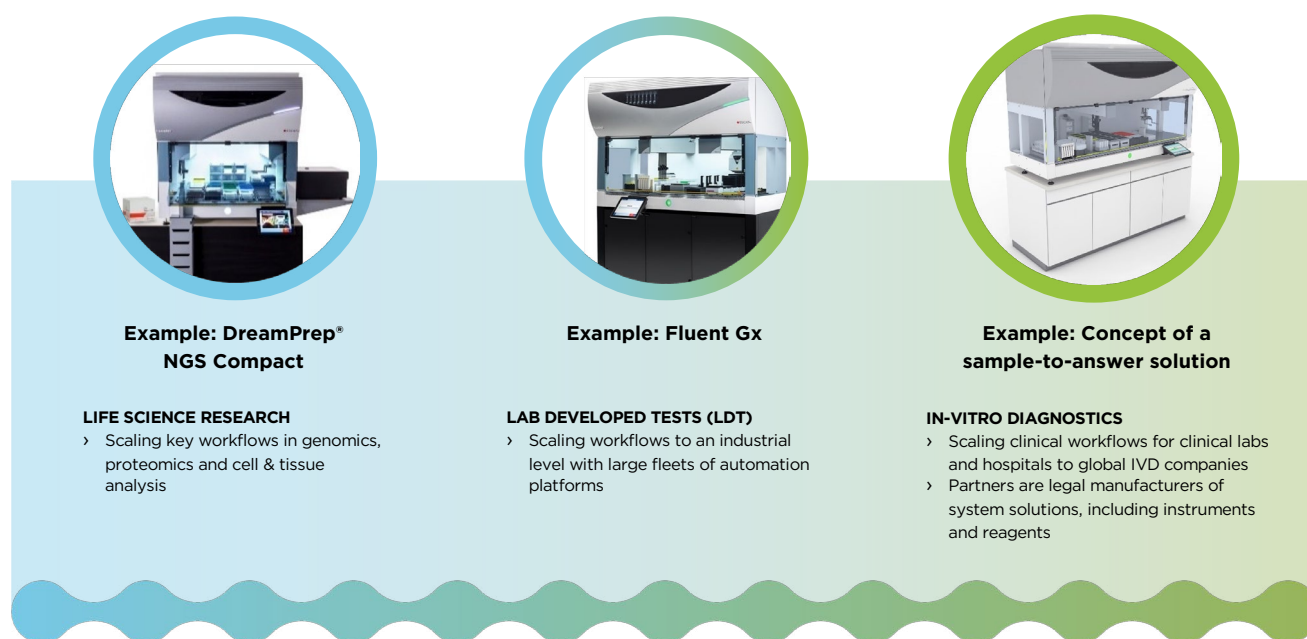 Example: DreamPrep®
NGS Compact
LIFE SCIENCE RESEARCH
› Scaling key workflows in genomics,
proteomics and cell & tissue
analysis
Example: Fluent Gx
LAB DEVELOPED TESTS (LDT)
› Scaling workflows to an industrial
level with large fleets of automation
platforms
Example: Concept of a
sample-to-answer solution
IN-VITRO DIAGNOSTICS
› Scaling clinical workflows for clinical labs
and hospitals to global IVD companies
› Partners are legal manufacturers of
system solutions, including instruments
and reagents